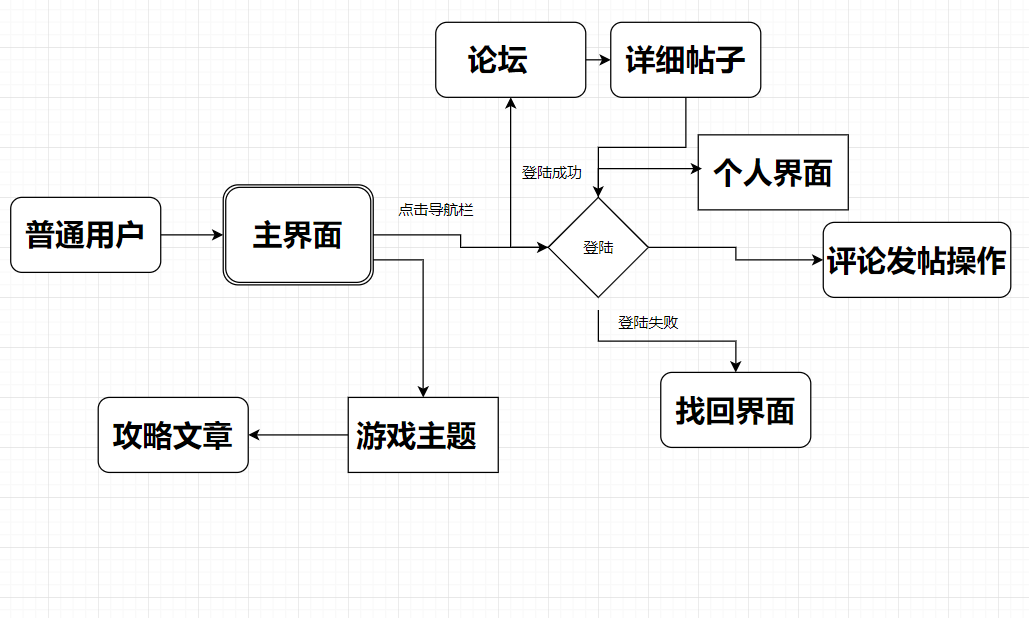 论坛
详细帖子
登陆成功
个人界面
点击导航栏
普通用户
主界面
登陆
评论发帖操作
登陆失败
找回界面
攻略文章
游戏主题